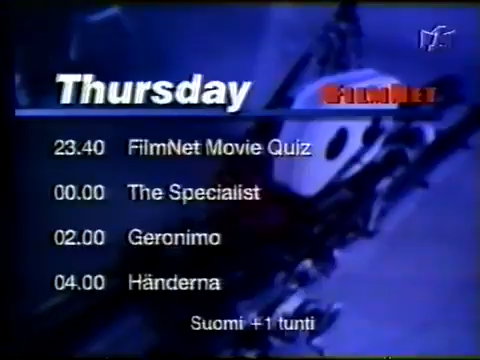 Thursday
FILMNET
23.40 FilmNet Movie Quiz
00.00 The Specialist
02.00 Geronimo
04.00 Händerna
Suomi +1 tunti